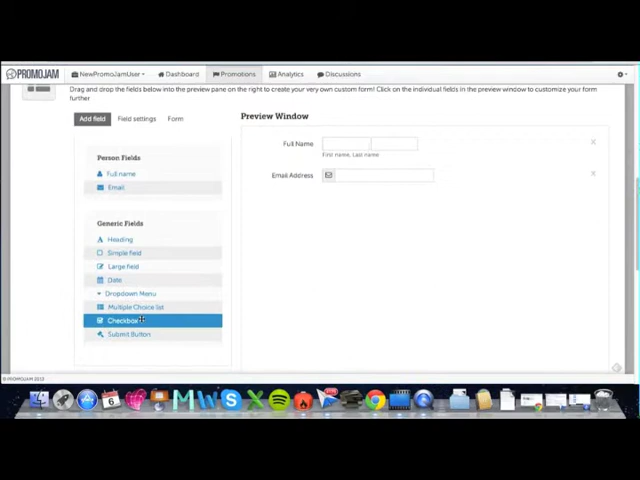 PROMOJAM NewPromoJamUser Dashboard Promotions Analytics Discussions
Drag and drop the fields below into the preview pane on the right to create your very own custom form! Click on the individual fields in the preview window to customize your form
further
Add field Field settings Form
Preview Window
Full Name
First name, Last name
Email Address
Person Fields
Full name
Email
Generic Fields
Heading
Simple field
Large field
Date
Dropdown Menu
Multiple Choice list
Checkbox
Submit Button
© PROMOJAM 2012
6